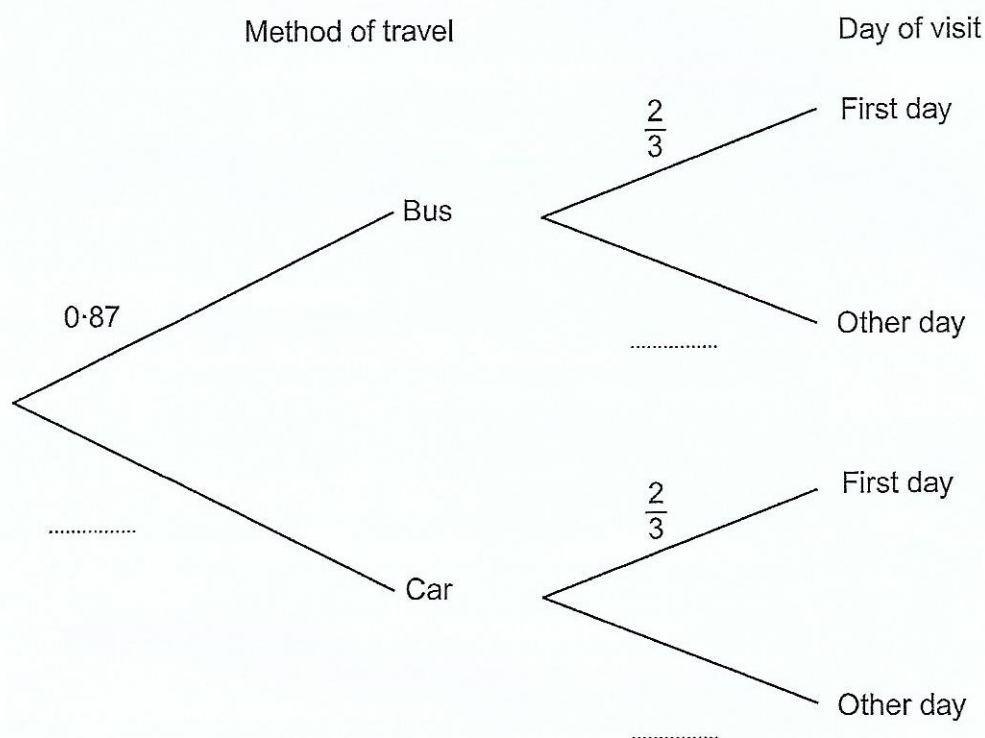 Method of travel
Day of visit
2/3
First day
Bus
0·87
Other day
...............
2/3
First day
...............
Car
Other day
...............